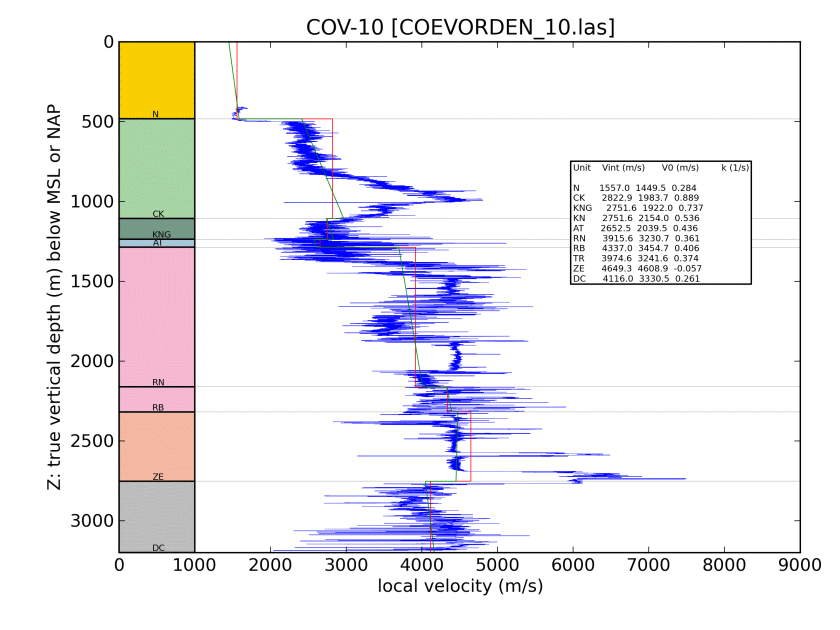 COV-10 [COEVORDEN_10.las]
Z: true vertical depth (m) below MSL or NAP
0
500
1000
1500
2000
2500
3000
N
CK
KNG
AT
RN
RB
ZE
DC
Unit Vint (m/s) V0 (m/s) k (1/s)
N 1557.0 1449.5 0.284
CK 2822.9 1983.7 0.889
KNG 2751.6 1922.0 0.737
KN 2751.6 2154.0 0.536
AT 2652.5 2039.5 0.436
RN 3915.6 3230.7 0.361
RB 4337.0 3454.7 0.406
TR 3974.6 3241.6 0.374
ZE 4649.3 4608.9 -0.057
DC 4116.0 3330.5 0.261
0 1000 2000 3000 4000 5000 6000 7000 8000 9000
local velocity (m/s)